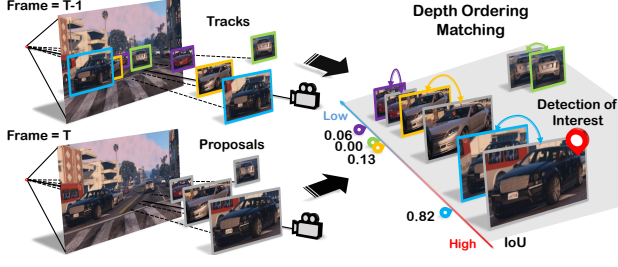 Frame = T-1
Tracks
Depth Ordering
Matching
Low
0.06
0.00
0.13
Detection of
Interest
Frame = T
Proposals
0.82
High
IoU